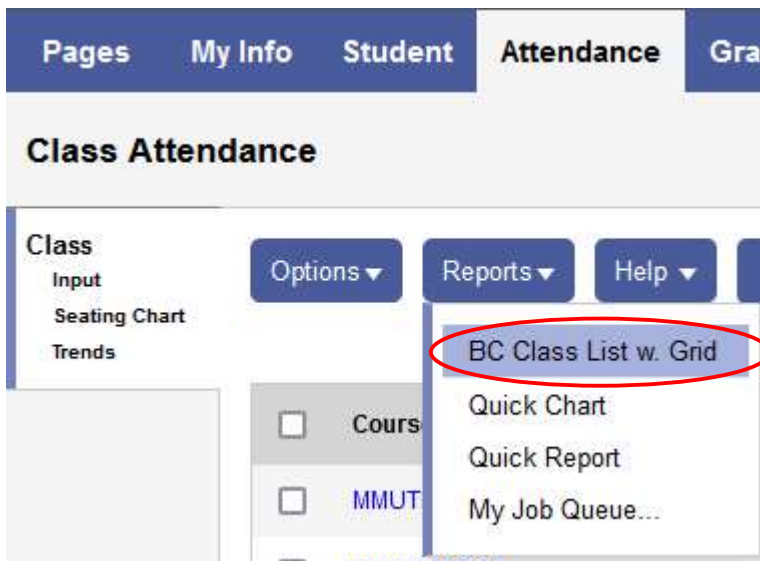 Pages My Info Student Attendance Gra
Class Attendance
Class
Input
Seating Chart
Trends
Options Reports Help
BC Class List w. Grid
Quick Chart
Quick Report
My Job Queue...
Cours
MMUT